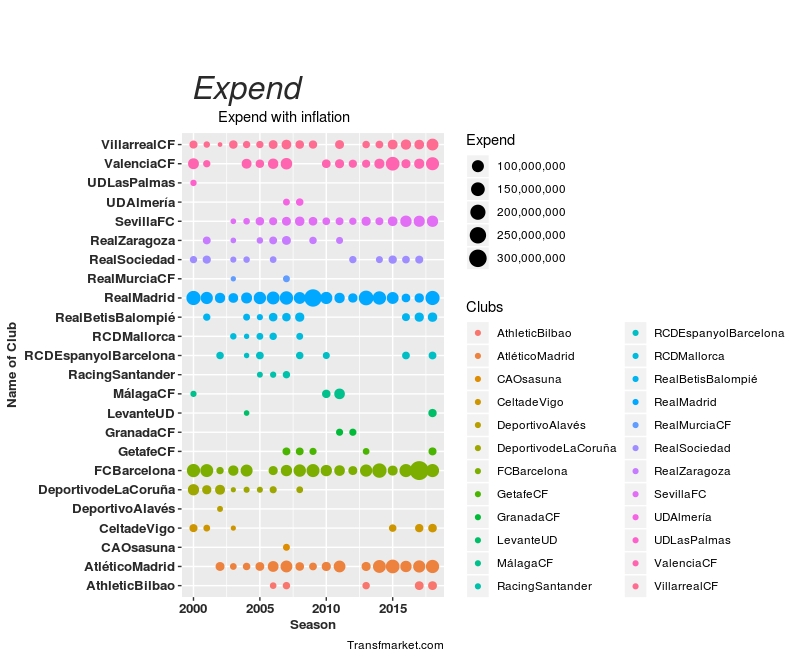 Expend
Expend with inflation
Name of Club
VillarrealCF
ValenciaCF
UDLasPalmas
UDAlmería
SevillaFC
RealZaragoza
RealSociedad
RealMurciaCF
RealMadrid
RealBetisBalompié
RCDMallorca
RCDEspanyolBarcelona
RacingSantander
MálagaCF
LevanteUD
GranadaCF
GetafeCF
FCBarcelona
DeportivodeLaCoruña
DeportivoAlavés
CeltadeVigo
CAOsasuna
AtléticoMadrid
AthleticBilbao
2000 2005 2010 2015
Season
Transfmarket.com
Expend
100,000,000
150,000,000
200,000,000
250,000,000
300,000,000
Clubs
AthleticBilbao
AtléticoMadrid
CAOsasuna
CeltadeVigo
DeportivoAlavés
DeportivodeLaCoruña
FCBarcelona
GetafeCF
GranadaCF
LevanteUD
MálagaCF
RacingSantander
RCDEspanyolBarcelona
RCDMallorca
RealBetisBalompié
RealMadrid
RealMurciaCF
RealSociedad
RealZaragoza
SevillaFC
UDAlmería
UDLasPalmas
ValenciaCF
VillarrealCF